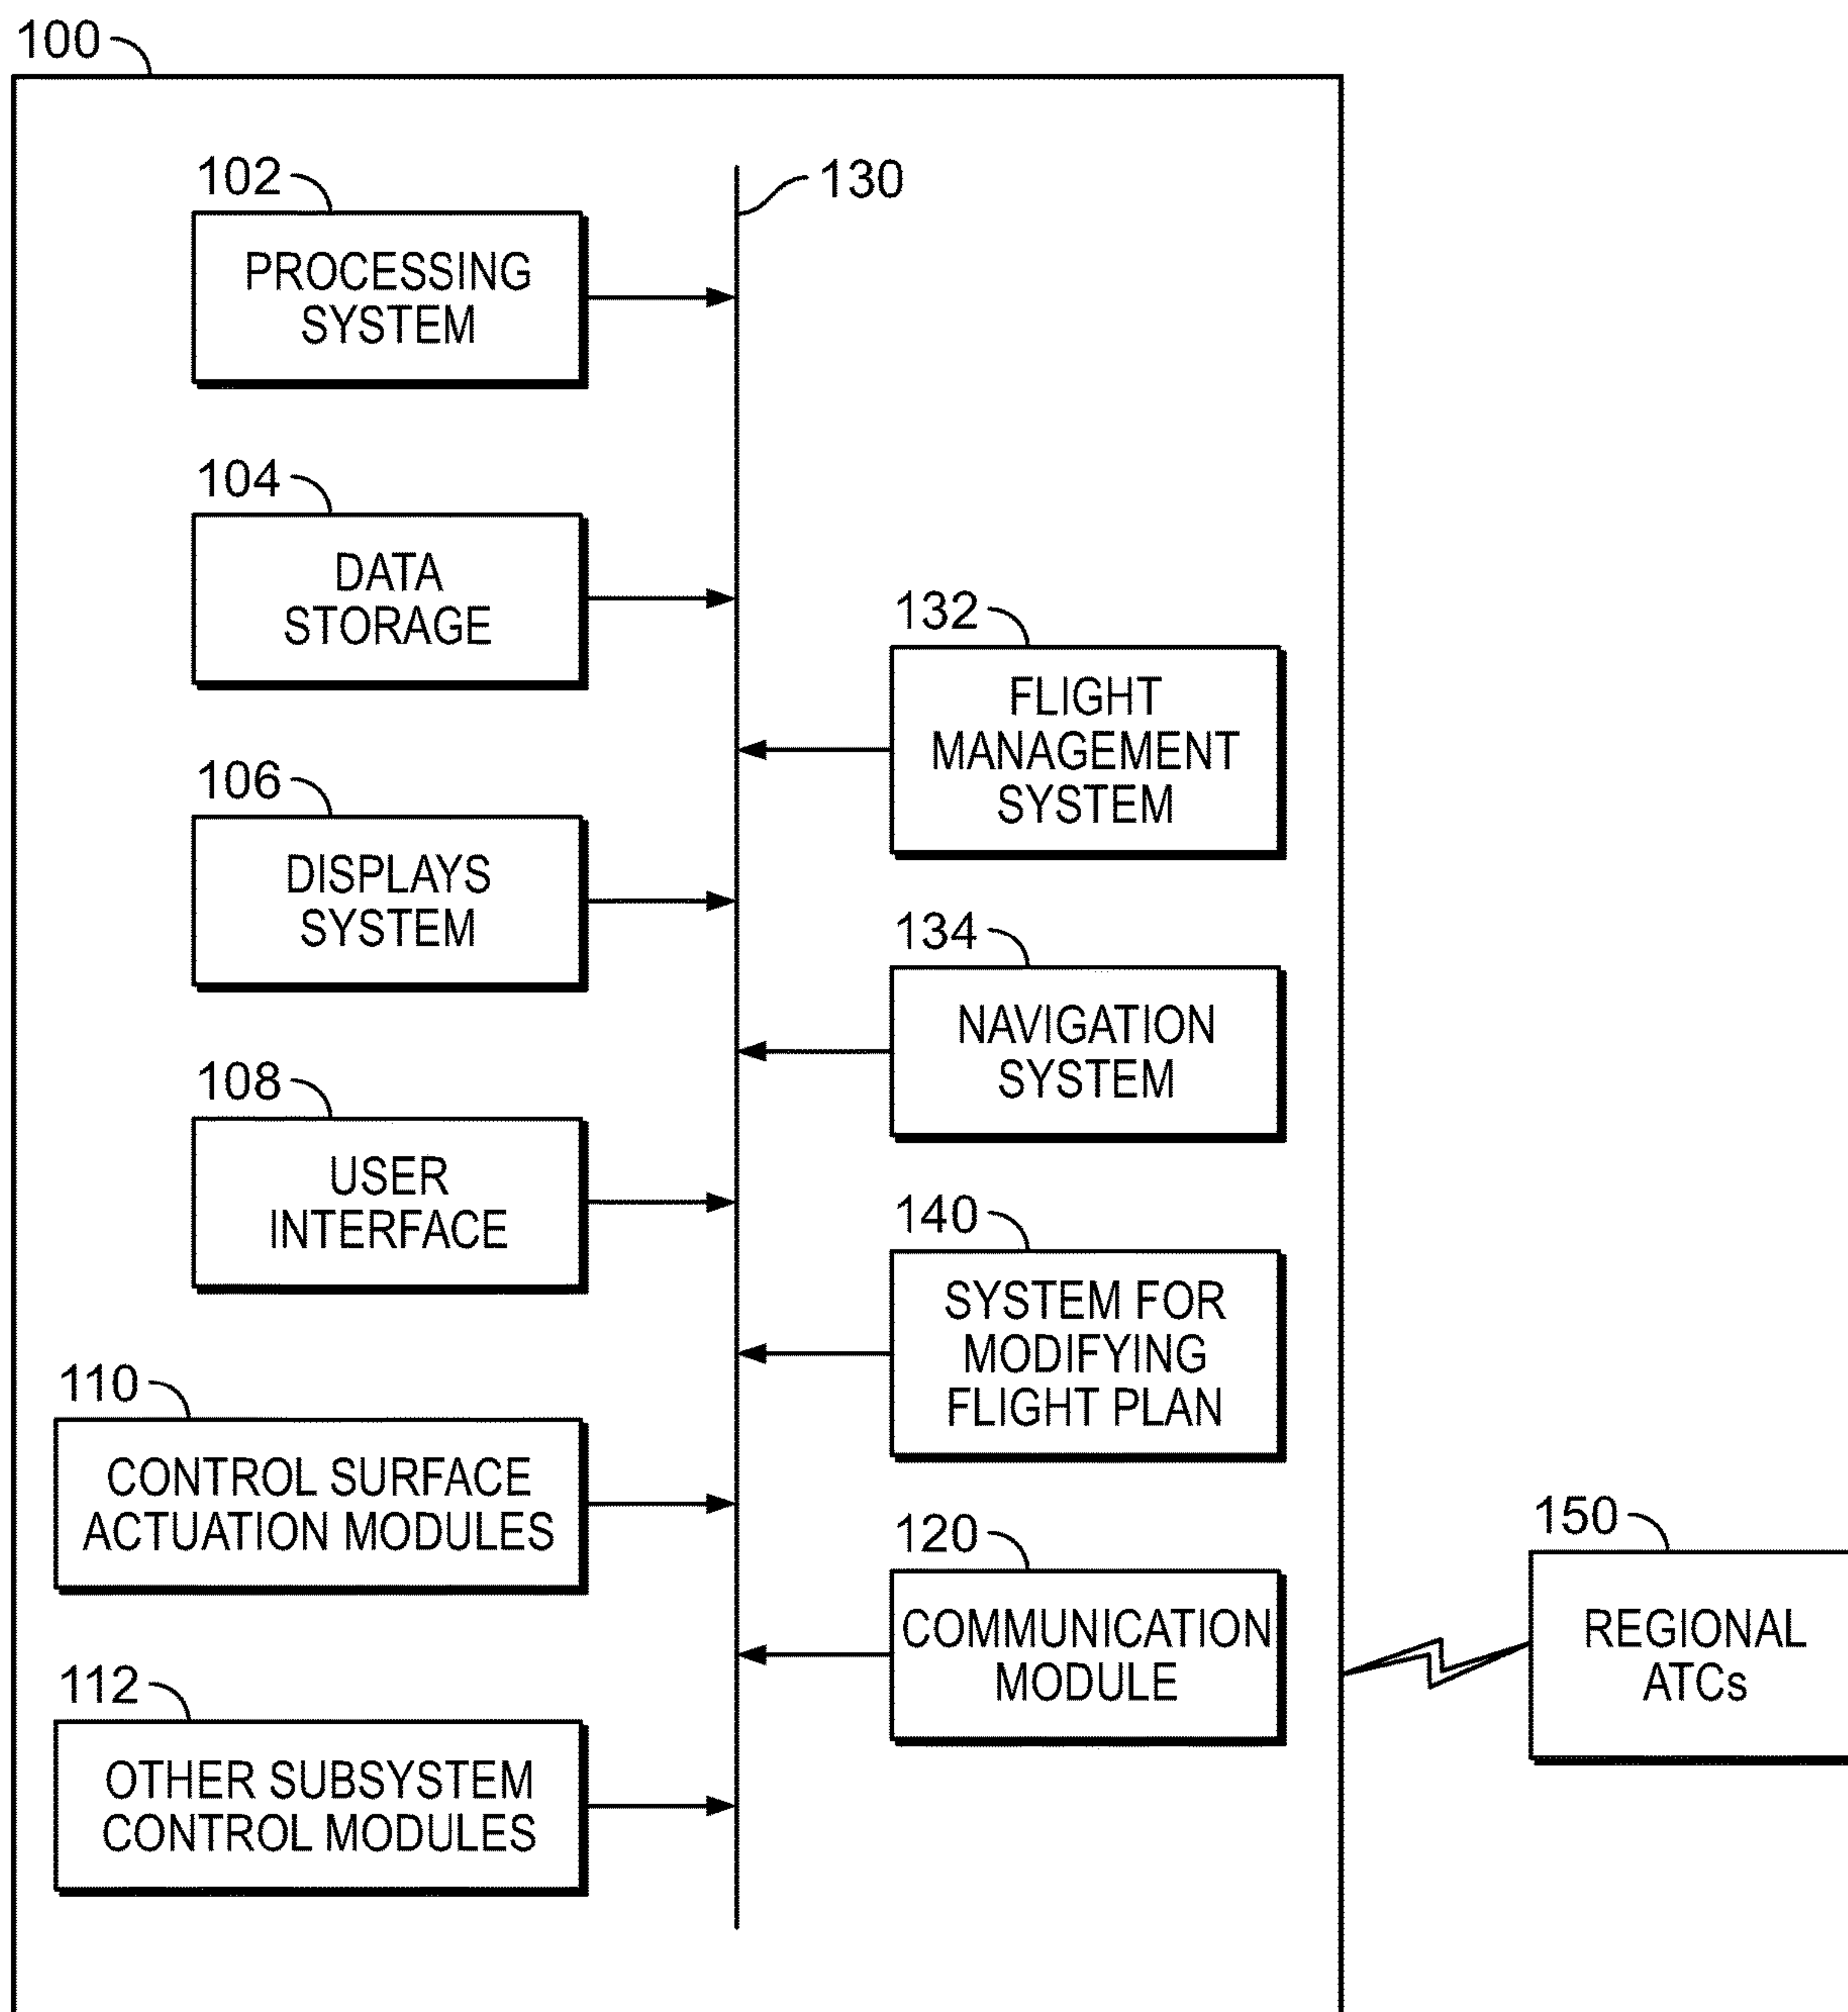 100
102
PROCESSING
SYSTEM
130
104
DATA
STORAGE
106
DISPLAYS
SYSTEM
108
USER
INTERFACE
110
CONTROL SURFACE
ACTUATION MODULES
112
OTHER SUBSYSTEM
CONTROL MODULES
132
FLIGHT
MANAGEMENT
SYSTEM
134
NAVIGATION
SYSTEM
140
SYSTEM FOR
MODIFYING
FLIGHT PLAN
120
COMMUNICATION
MODULE
150
REGIONAL
ATCs